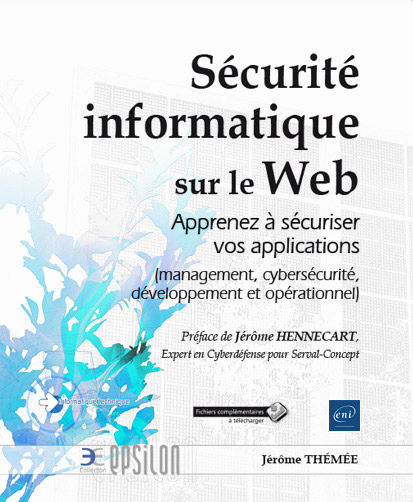 Sécurité
informatique
sur le Web
Apprenez à sécuriser
vos applications
(management, cybersécurité,
développement et opérationnel)
Préface de Jérôme HENNECART,
Expert en Cyberdéfense pour Serval-Concept
informatique technique
Fichiers complémentaires
à télécharger
eni
Collection
epsilon
Jérôme THÉMÉE